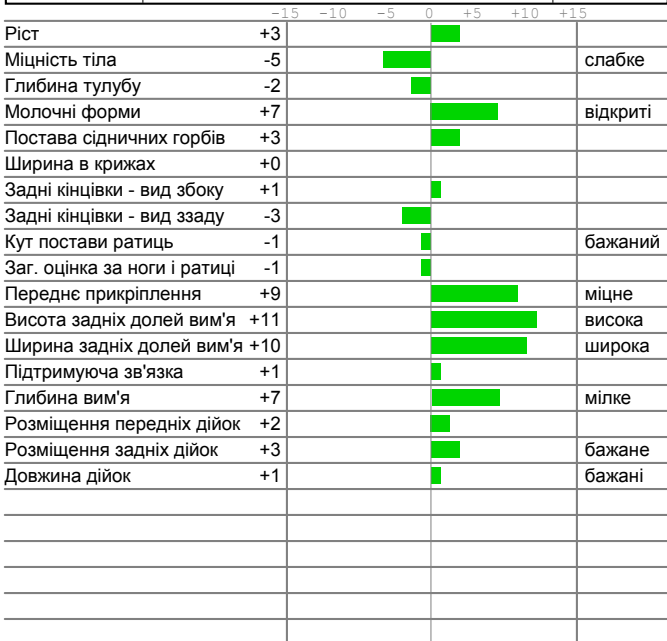 -15 -10 -5 0 +5 +10 +15
Ріст +3
Міцність тіла -5 слабке
Глибина тулубу -2
Молочні форми +7 відкриті
Постава сідничних горбів +3
Ширина в крижах +0
Задні кінцівки - вид збоку +1
Задні кінцівки - вид ззаду -3
Кут постави ратиць -1 бажаний
Заг. оцінка за ноги і ратиці -1
Переднє прикріплення +9 міцне
Висота задніх долей вим'я +11 висока
Ширина задніх долей вим'я +10 широка
Підтримуюча зв'язка +1
Глибина вим'я +7 мілке
Розміщення передніх дійок +2
Розміщення задніх дійок +3 бажане
Довжина дійок +1 бажані